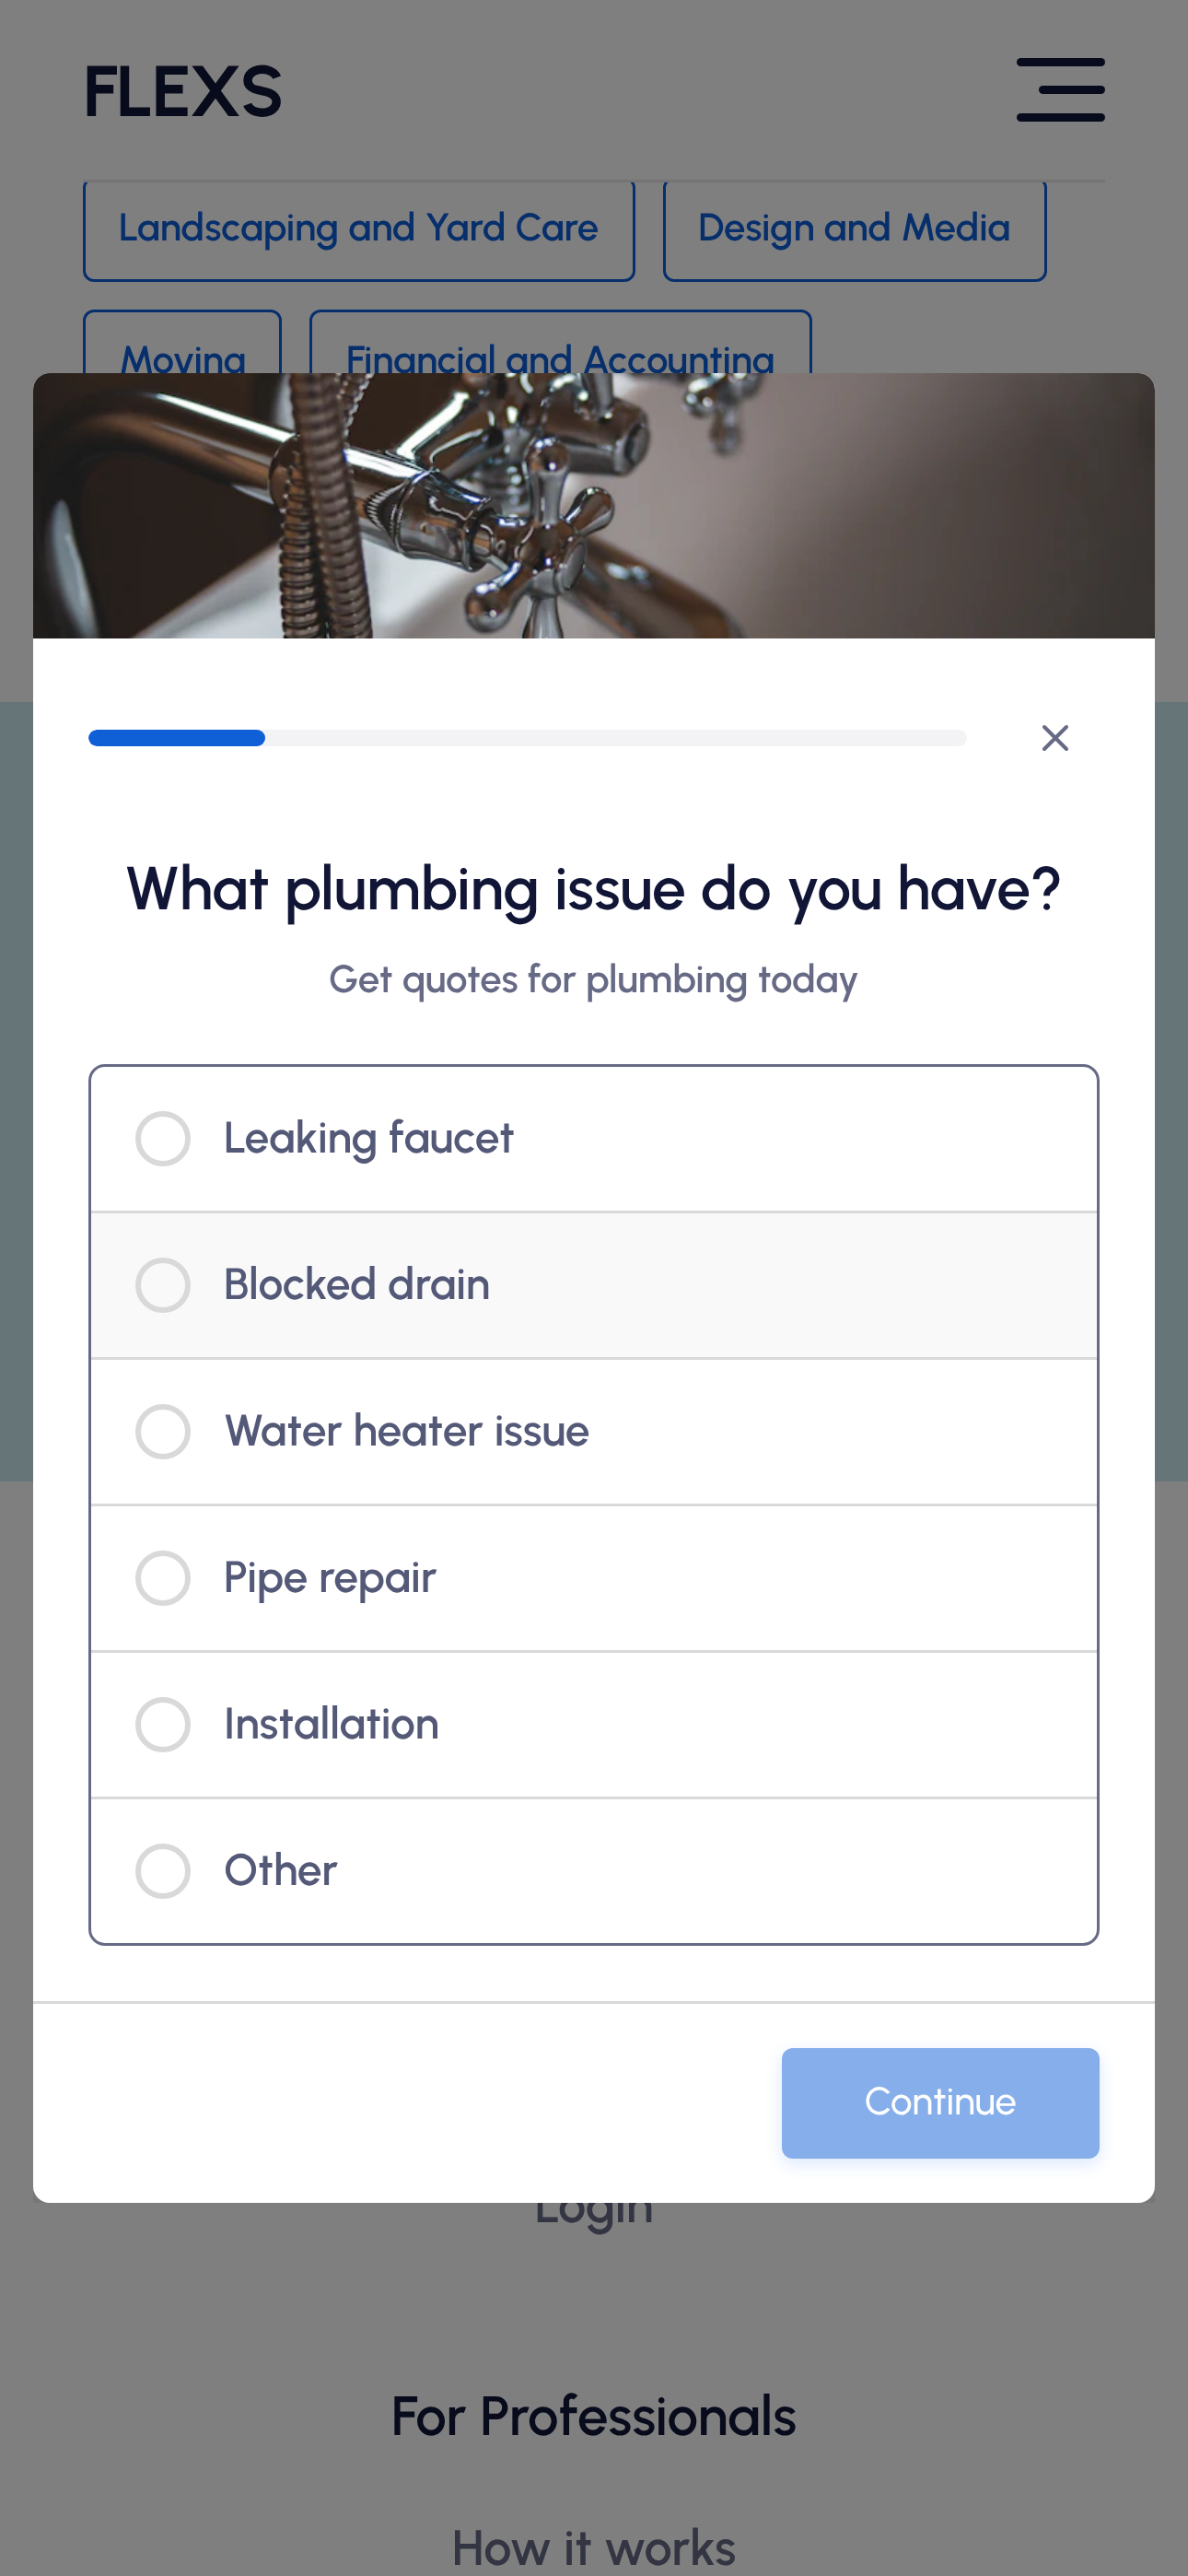 FLEXS
Landscaping and Yard Care
Design and Media
Moving
Financial and Accounting
What plumbing issue do you have?
Get quotes for plumbing today
Leaking faucet
Blocked drain
Water heater issue
Pipe repair
Installation
Other
Continue
Login
For Professionals
How it works